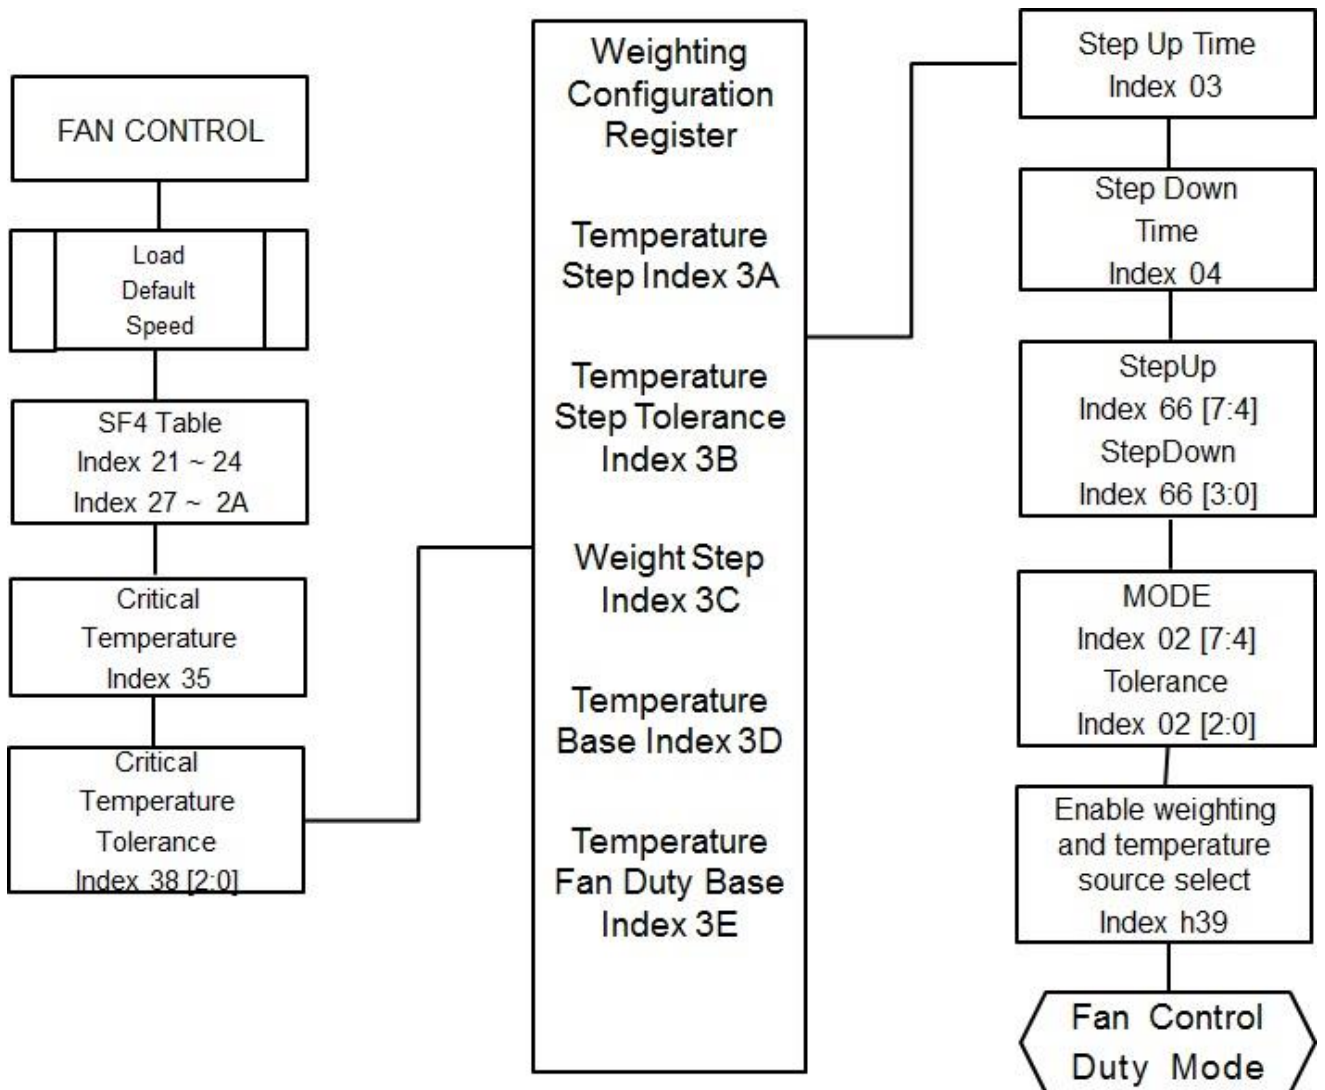 FAN CONTROL
Load
Default
Speed
SF4 Table
Index 21 ~ 24
Index 27 ~ 2A
Critical
Temperature
Index 35
Critical
Temperature
Tolerance
Index 38 [2:0]
Weighting
Configuration
Register
Temperature
Step Index 3A
Temperature
Step Tolerance
Index 3B
Weight Step
Index 3C
Temperature
Base Index 3D
Temperature
Fan Duty Base
Index 3E
Step Up Time
Index 03
Step Down
Time
Index 04
StepUp
Index 66 [7:4]
StepDown
Index 66 [3:0]
MODE
Index 02 [7:4]
Tolerance
Index 02 [2:0]
Enable weighting
and temperature
source select
Index h39
Fan Control
Duty Mode